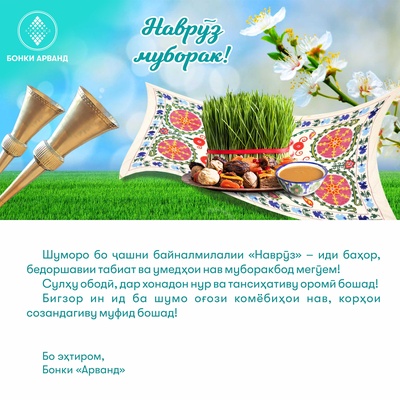 БОНКИ АРВАНД
Наврӯз
муборак!
Шуморо бо ҷашни байналмилалии «Наврӯз» – иди баҳор,
бедоршавии табиат ва умедҳои нав муборакбод мегӯем!
Сулҳу ободӣ, дар хонадон нур ва тансиҳативу оромӣ бошад!
Бигзор ин ид ба шумо оғози комёбиҳои нав, корҳои
созандагиву муфид бошад!
Бо эҳтиром,
Бонки «Арванд»